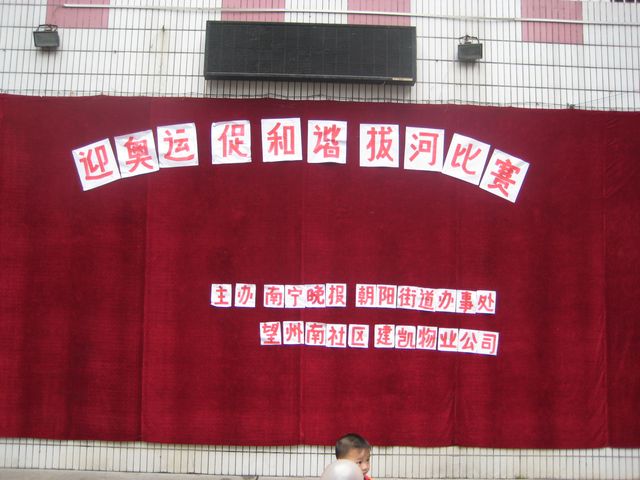 迎奥运 促和谐 拔河比赛
主办 南宁晚报 朝阳街道办事处
望州南社区 建凯物业公司